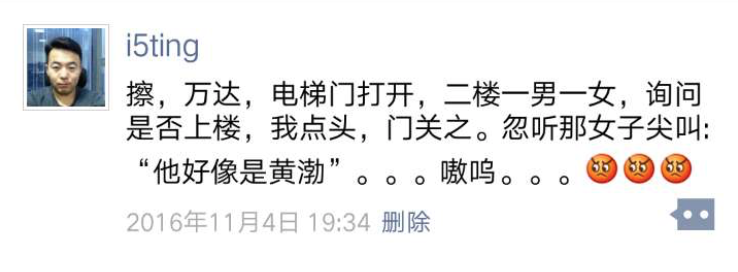 i5ting
擦，万达，电梯门打开，二楼一男一女，询问
是否上楼，我点头，门关之。忽听那女子尖叫:
“他好像是黄渤”。。。嗷呜。。。😡😡😡
2016年11月4日 19:34 删除